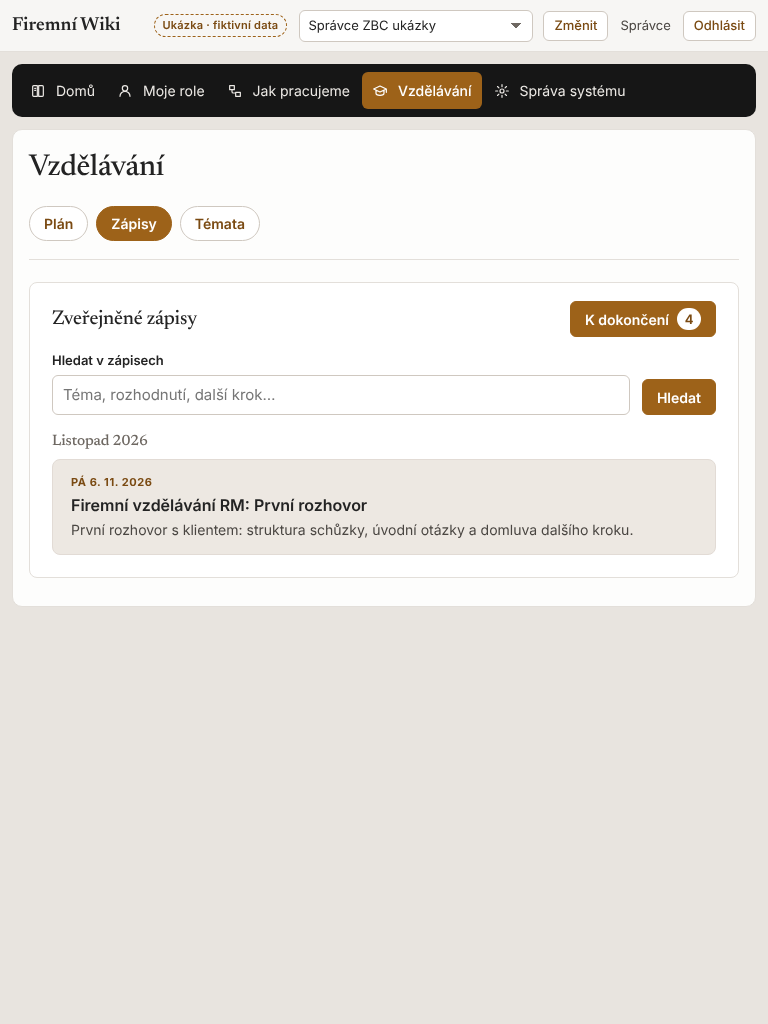 Firemní Wiki
Ukázka · fiktivní data
Správce ZBC ukázky
Změnit
Správce
Odhlásit
Domů
Moje role
Jak pracujeme
Vzdělávání
Správa systému
Vzdělávání
Plán
Zápisy
Témata
Zveřejněné zápisy
K dokončení 4
Hledat v zápisech
Téma, rozhodnutí, další krok…
Hledat
Listopad 2026
PÁ 6. 11. 2026
Firemní vzdělávání RM: První rozhovor
První rozhovor s klientem: struktura schůzky, úvodní otázky a domluva dalšího kroku.